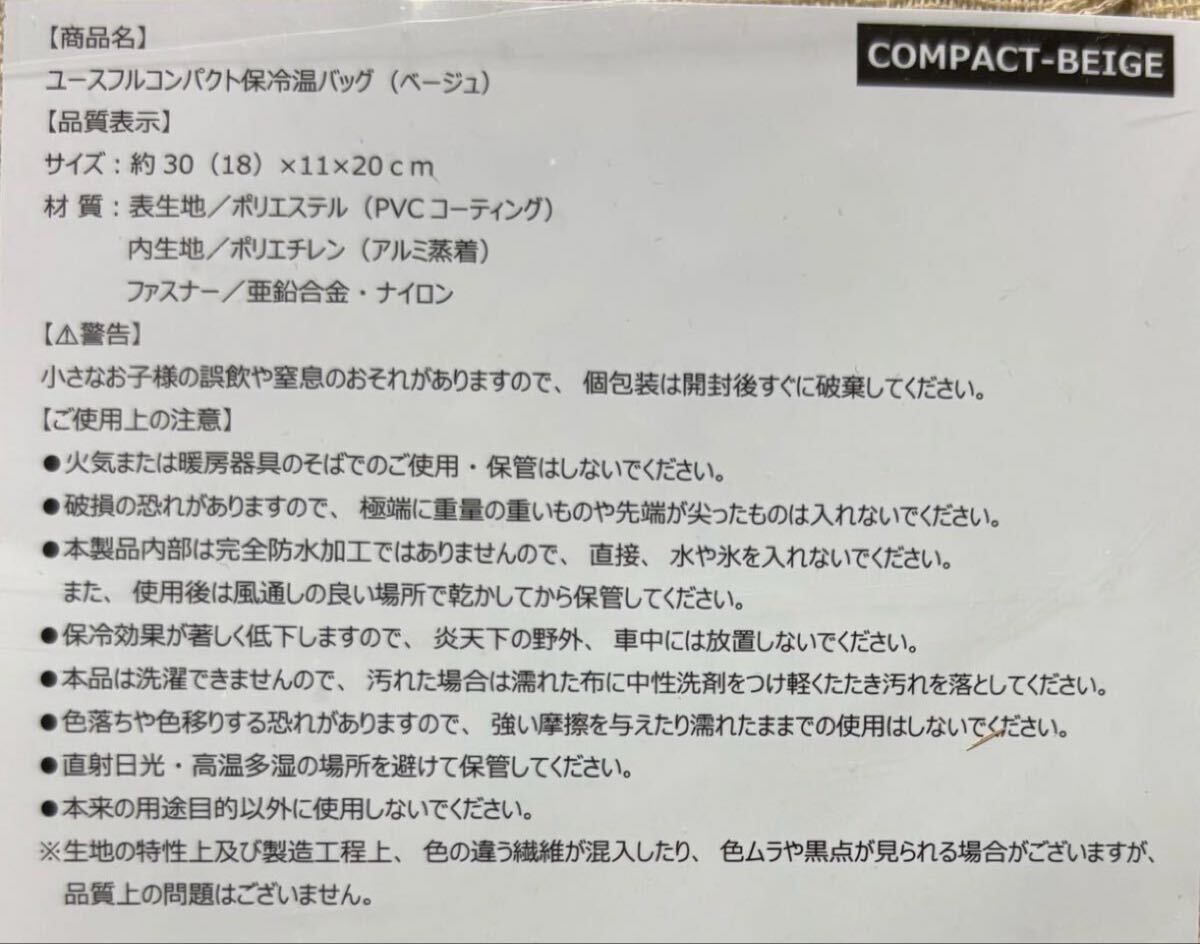 COMPACT-BEIGE
【商品名】
ユースフルコンパクト保冷温バッグ（ベージュ）
【品質表示】
サイズ：約30（18）×11×20ｃｍ
材 質：表生地／ポリエステル（PVCコーティング）
内生地／ポリエチレン（アルミ蒸着）
ファスナー／亜鉛合金・ナイロン
【⚠警告】
小さなお子様の誤飲や窒息のおそれがありますので、個包装は開封後すぐに破棄してください。
【ご使用上の注意】
●火気または暖房器具のそばでのご使用・保管はしないでください。
●破損の恐れがありますので、極端に重量の重いものや先端が尖ったものは入れないでください。
●本製品内部は完全防水加工ではありませんので、直接、水や氷を入れないでください。
また、使用後は風通しの良い場所で乾かしてから保管してください。
●保冷効果が著しく低下しますので、炎天下の野外、車中には放置しないでください。
●本品は洗濯できませんので、汚れた場合は濡れた布に中性洗剤をつけ軽くたたき汚れを落としてください。
●色落ちや色移りする恐れがありますので、強い摩擦を与えたり濡れたままでの使用はしないでください。
●直射日光・高温多湿の場所を避けて保管してください。
●本来の用途目的以外に使用しないでください。
※生地の特性上及び製造工程上、色の違う繊維が混入したり、色ムラや黒点が見られる場合がございますが、
品質上の問題はございません。